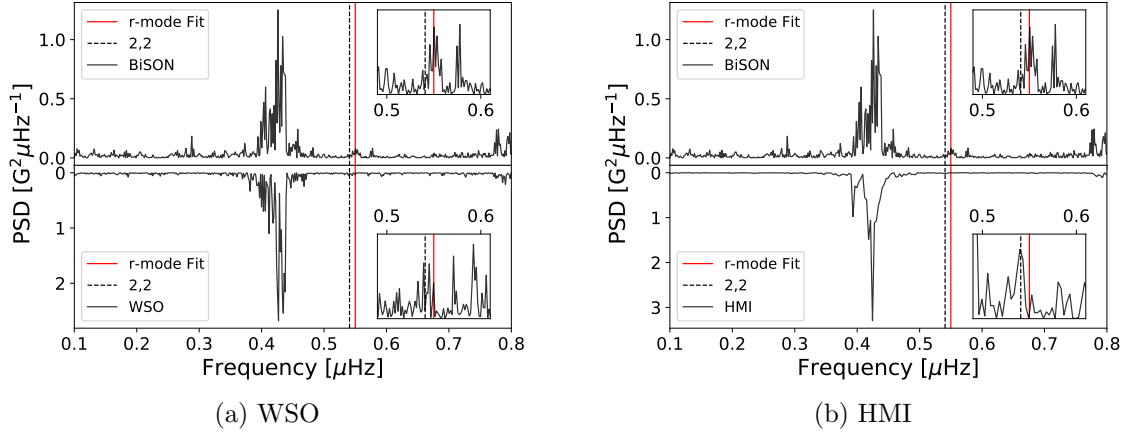 PSD [G²μHz⁻¹]
1.0
0.5
0.0
0
1
2
r-mode Fit
2,2
BiSON
0.5
0.6
r-mode Fit
2,2
WSO
0.5
0.6
0.1
0.2
0.3
0.4
0.5
0.6
0.7
0.8
Frequency [μHz]
(a) WSO
PSD [G²μHz⁻¹]
1.0
0.5
0.0
0
1
2
3
r-mode Fit
2,2
BiSON
0.5
0.6
r-mode Fit
2,2
HMI
0.5
0.6
0.1
0.2
0.3
0.4
0.5
0.6
0.7
0.8
Frequency [μHz]
(b) HMI